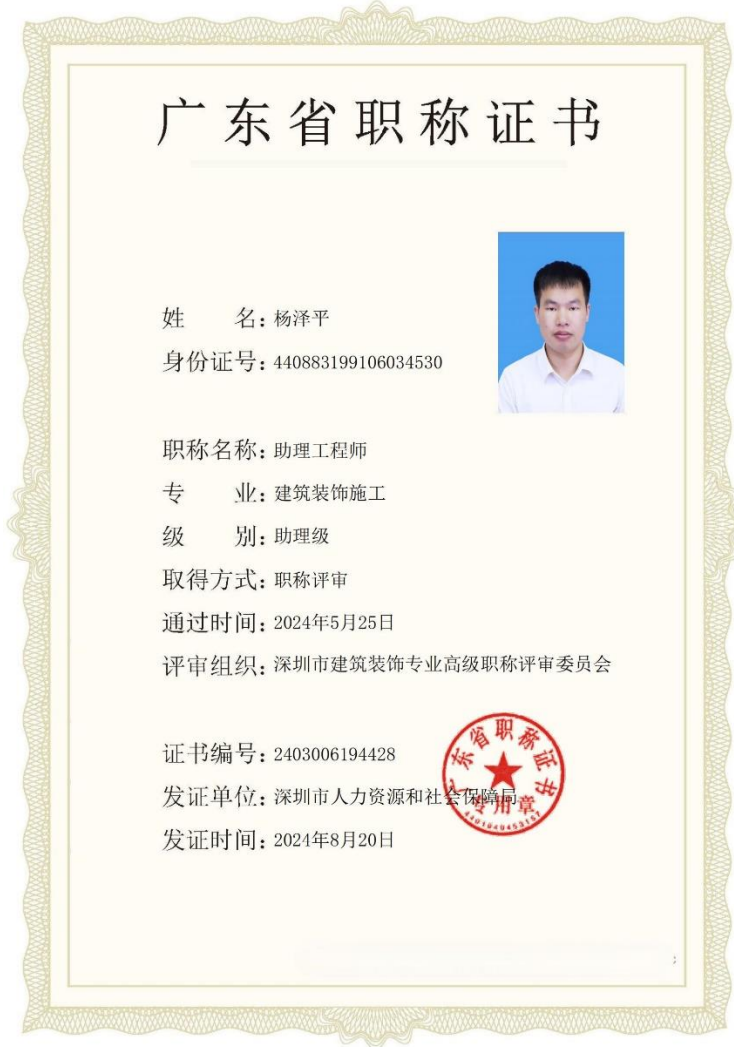 广东省职称证书
姓 名：杨泽平
身份证号：440883199106034530
职称名称：助理工程师
专 业：建筑装饰施工
级 别：助理级
取得方式：职称评审
通过时间：2024年5月25日
评审组织：深圳市建筑装饰专业高级职称评审委员会
证书编号：2403006194428
发证单位：深圳市人力资源和社会保障局
发证时间：2024年8月20日
广东省职称证书
专用章